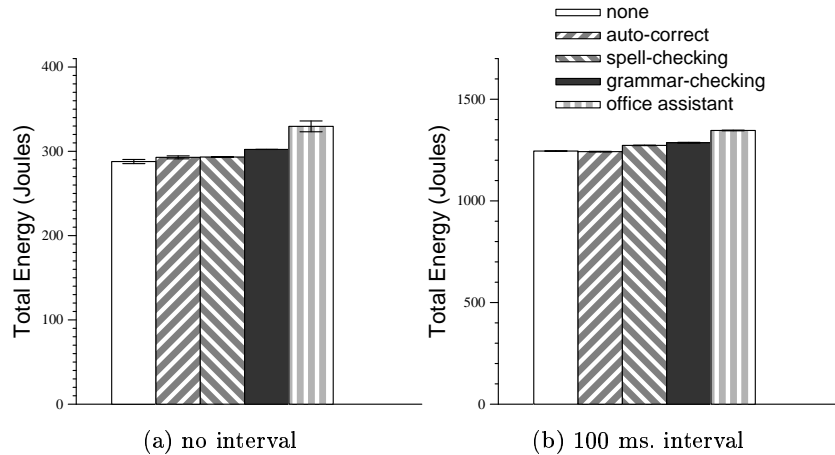 none
auto-correct
spell-checking
grammar-checking
office assistant
Total Energy (Joules)
400
300
200
100
0
(a) no interval
Total Energy (Joules)
1500
1000
500
0
(b) 100 ms. interval